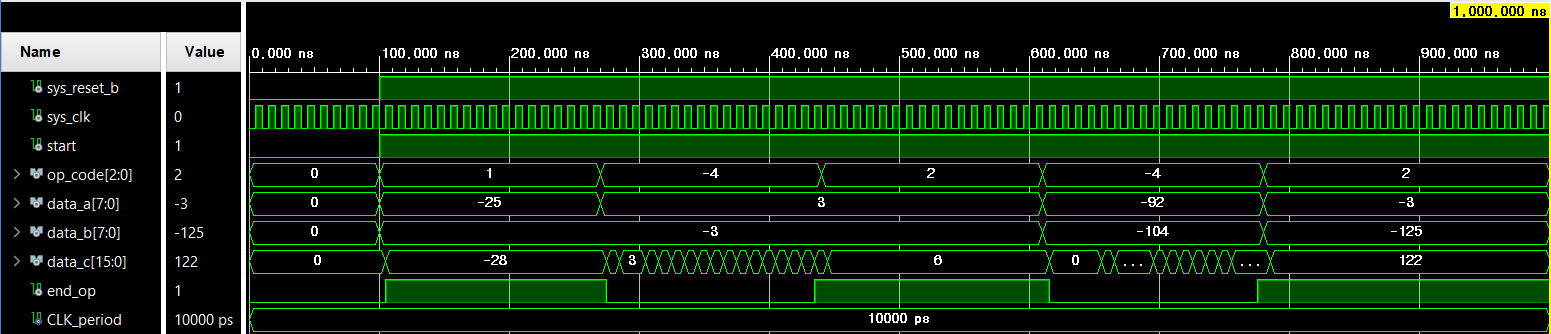 1,000.000 ns
Name Value 0.000 ns 100.000 ns 200.000 ns 300.000 ns 400.000 ns 500.000 ns 600.000 ns 700.000 ns 800.000 ns 900.000 ns
sys_reset_b 1
sys_clk 0
start 1
op_code[2:0] 2 0 1 -4 2 -4 2
data_a[7:0] -3 0 -25 3 -92 -3
data_b[7:0] -125 0 -3 -104 -125
data_c[15:0] 122 0 -28 3 6 0 ... ... 122
end_op 1
CLK_period 10000 ps 10000 ps